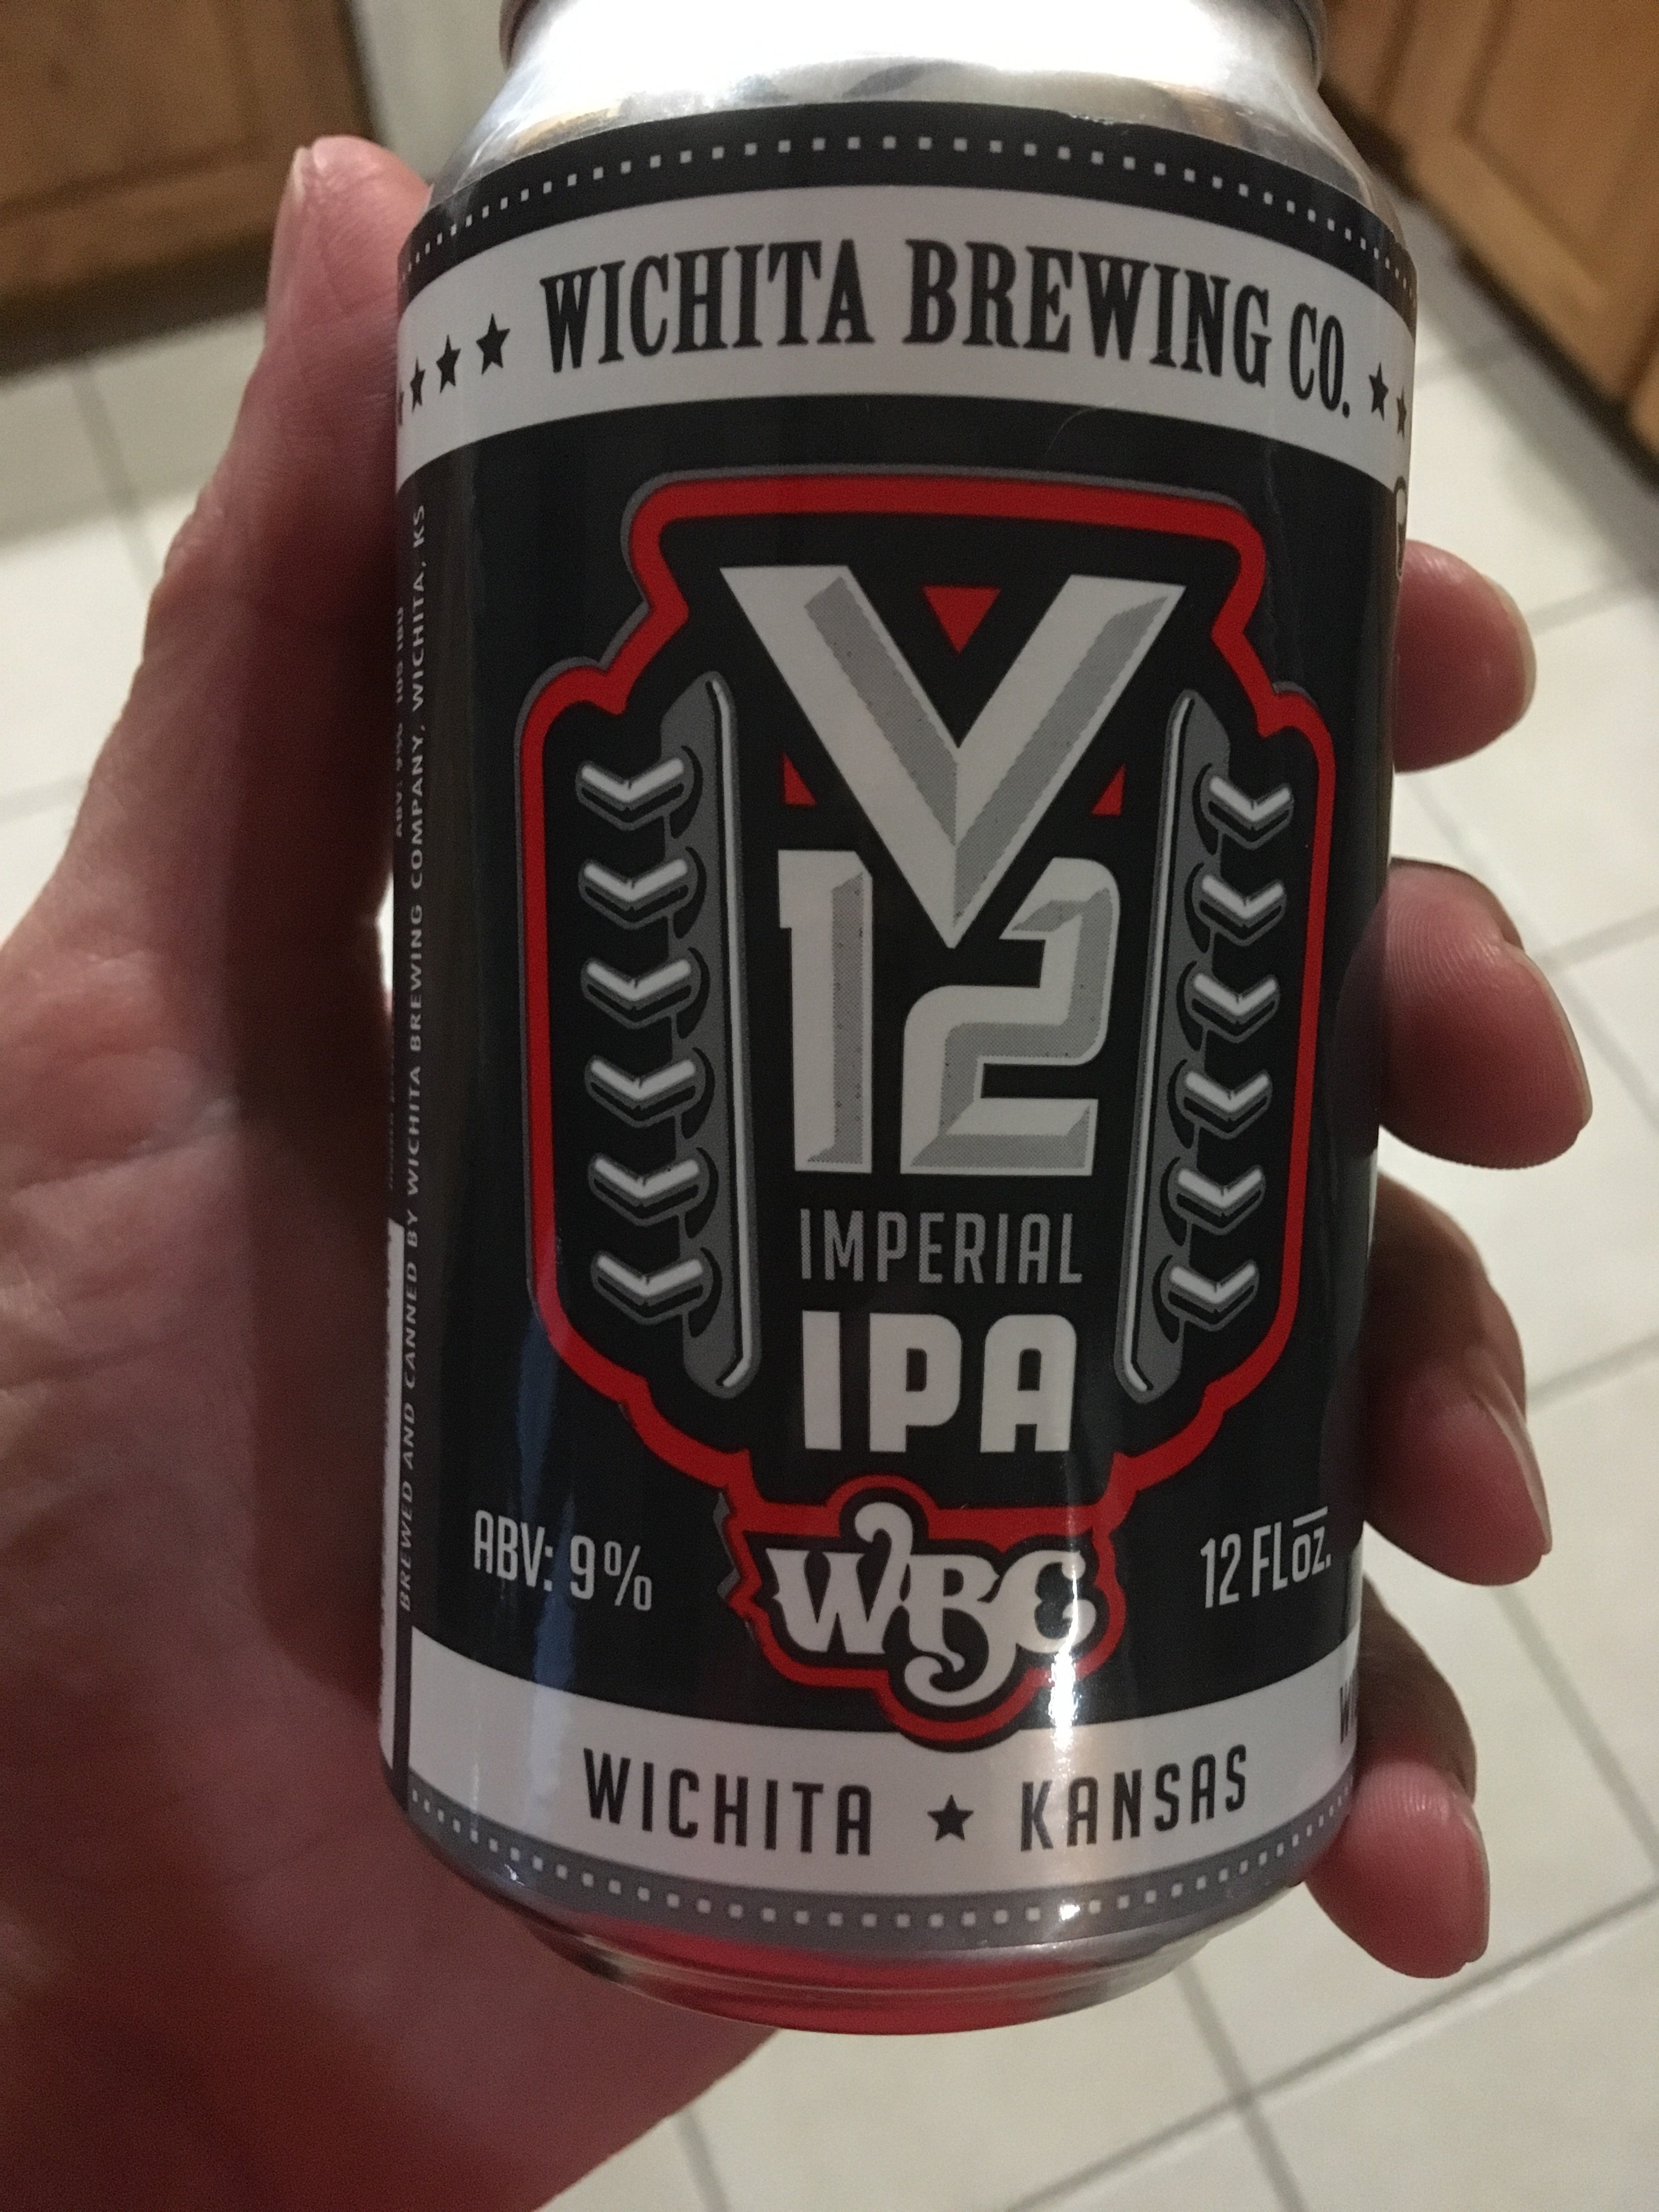 WICHITA BREWING CO.
V
12
IMPERIAL
IPA
ABV: 9%
WBC
12 FL OZ.
WICHITA ★ KANSAS
BREWED AND CANNED BY WICHITA BREWING COMPANY, WICHITA, KS